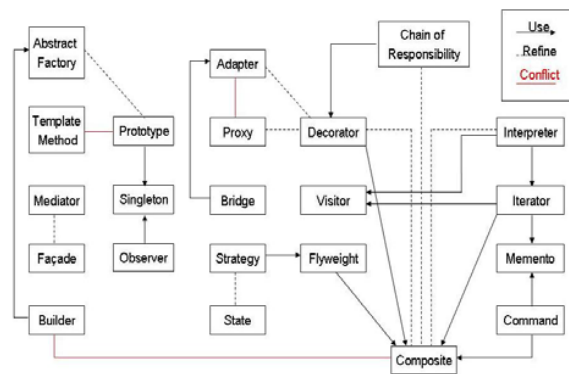 Abstract
Factory
Adapter
Chain of
Responsibility
Use
Refine
Conflict
Template
Method
Prototype
Proxy
Decorator
Interpreter
Mediator
Singleton
Bridge
Visitor
Iterator
Façade
Observer
Strategy
Flyweight
Memento
Builder
State
Command
Composite